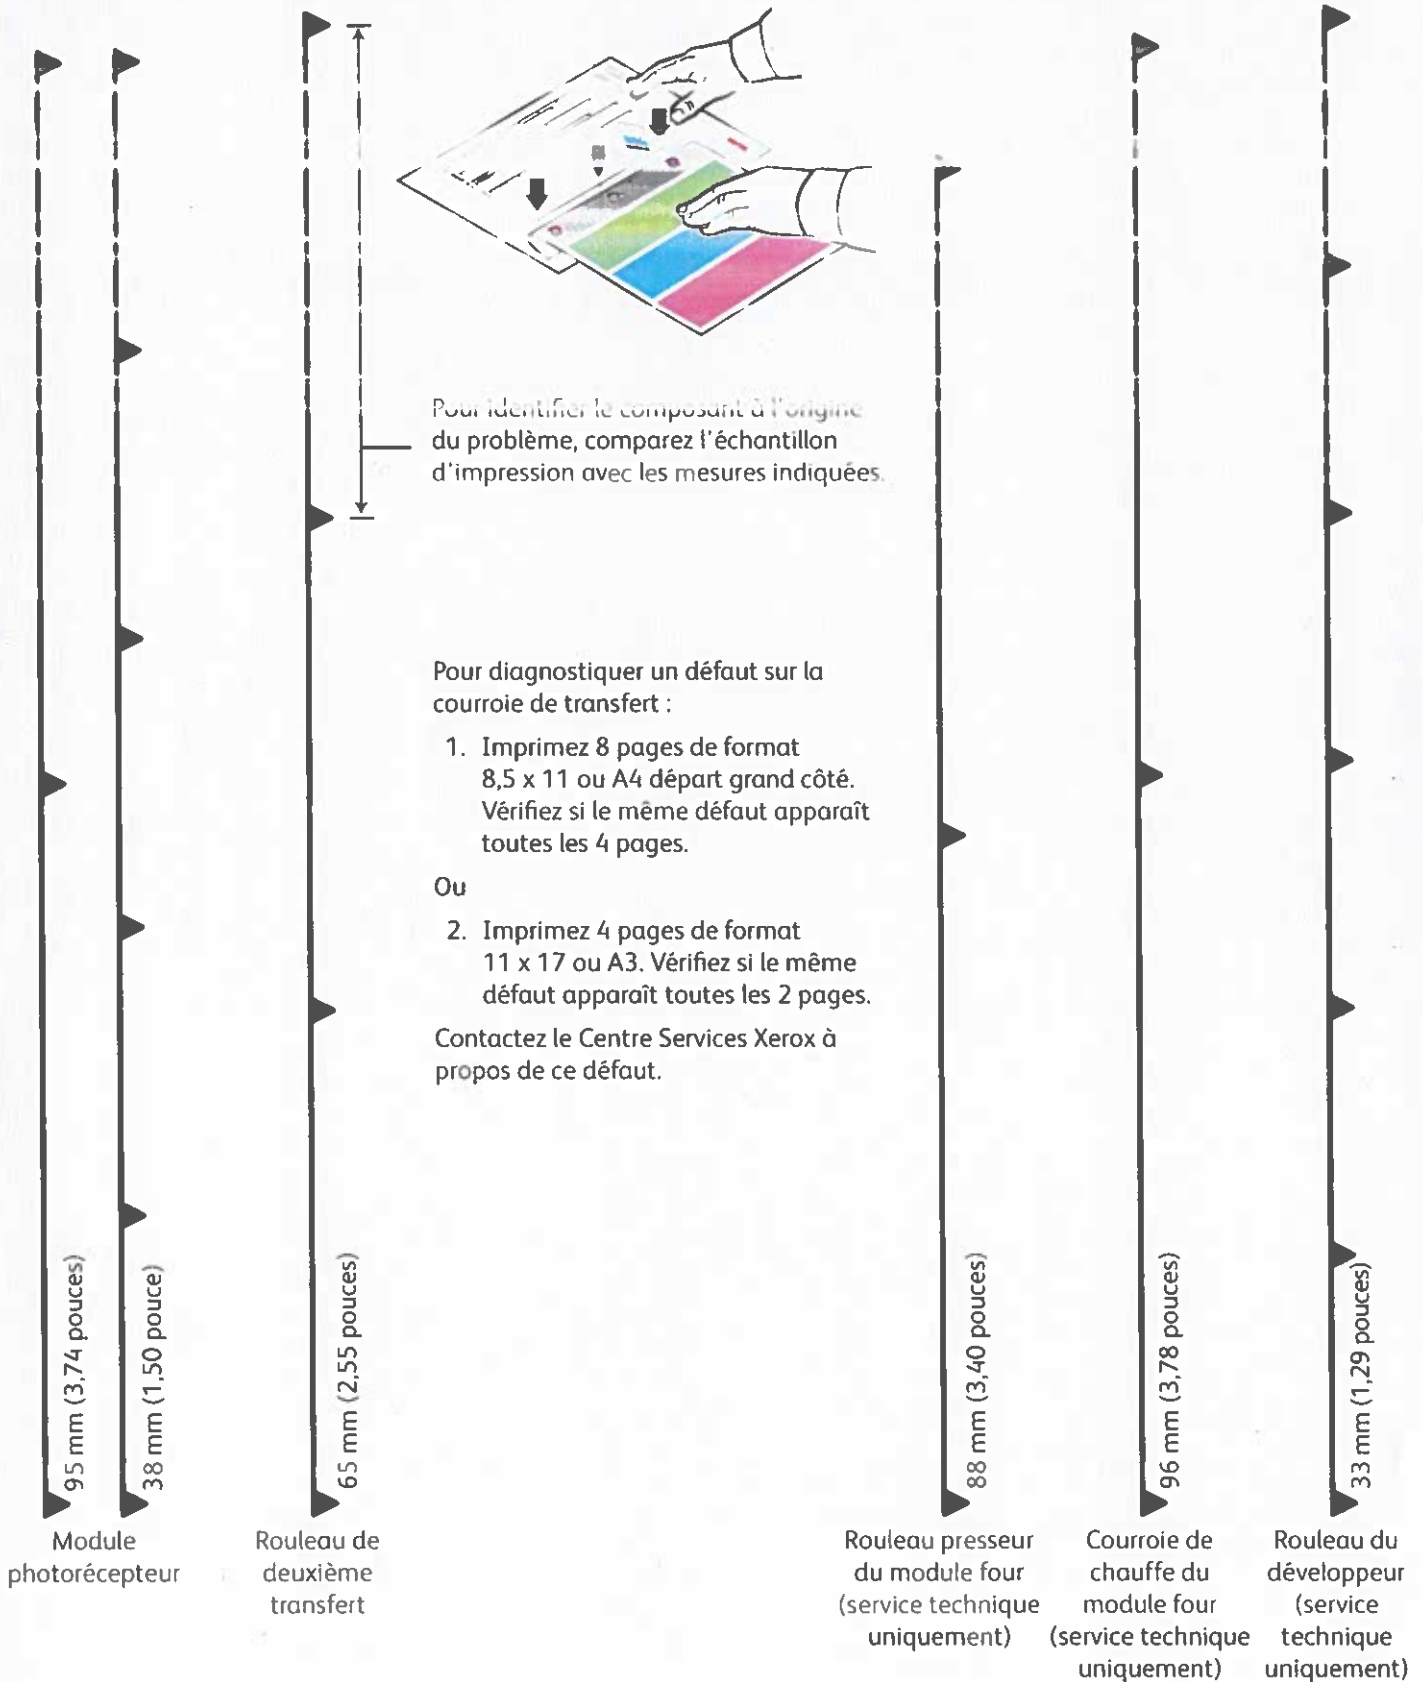 Pour identifier le composant à l'origine
du problème, comparez l'échantillon
d'impression avec les mesures indiquées.
Pour diagnostiquer un défaut sur la
courroie de transfert :
1. Imprimez 8 pages de format
8,5 x 11 ou A4 départ grand côté.
Vérifiez si le même défaut apparaît
toutes les 4 pages.
Ou
2. Imprimez 4 pages de format
11 x 17 ou A3. Vérifiez si le même
défaut apparaît toutes les 2 pages.
Contactez le Centre Services Xerox à
propos de ce défaut.
95 mm (3,74 pouces)
38 mm (1,50 pouce)
65 mm (2,55 pouces)
88 mm (3,40 pouces)
96 mm (3,78 pouces)
33 mm (1,29 pouces)
Module
photorécepteur
Rouleau de
deuxième
transfert
Rouleau presseur
du module four
(service technique
uniquement)
Courroie de
chauffe du
module four
(service technique
uniquement)
Rouleau du
développeur
(service
technique
uniquement)